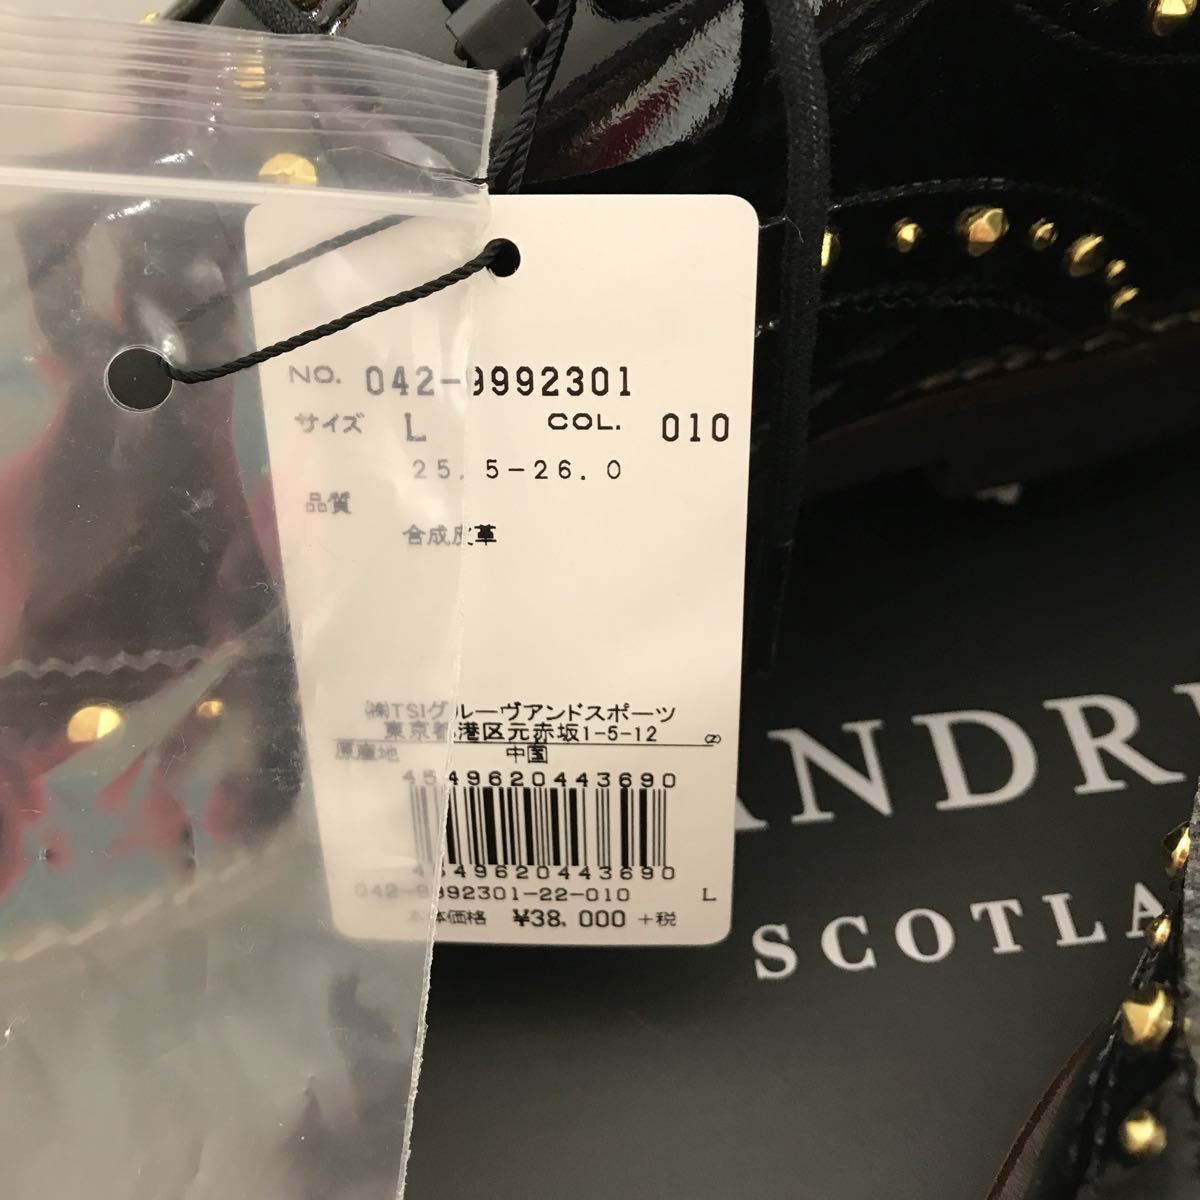 NO. 042-9992301
サイズ L COL. 010
25.5-26.0
品質
合成皮革
㈱TSIグルーヴアンドスポーツ
東京都港区元赤坂1-5-12 (Z)
原産地 中国
4549620443690
4549620443690
042-9992301-22-010 L
本体価格 ¥38,000 +税
ANDR
SCOTLA